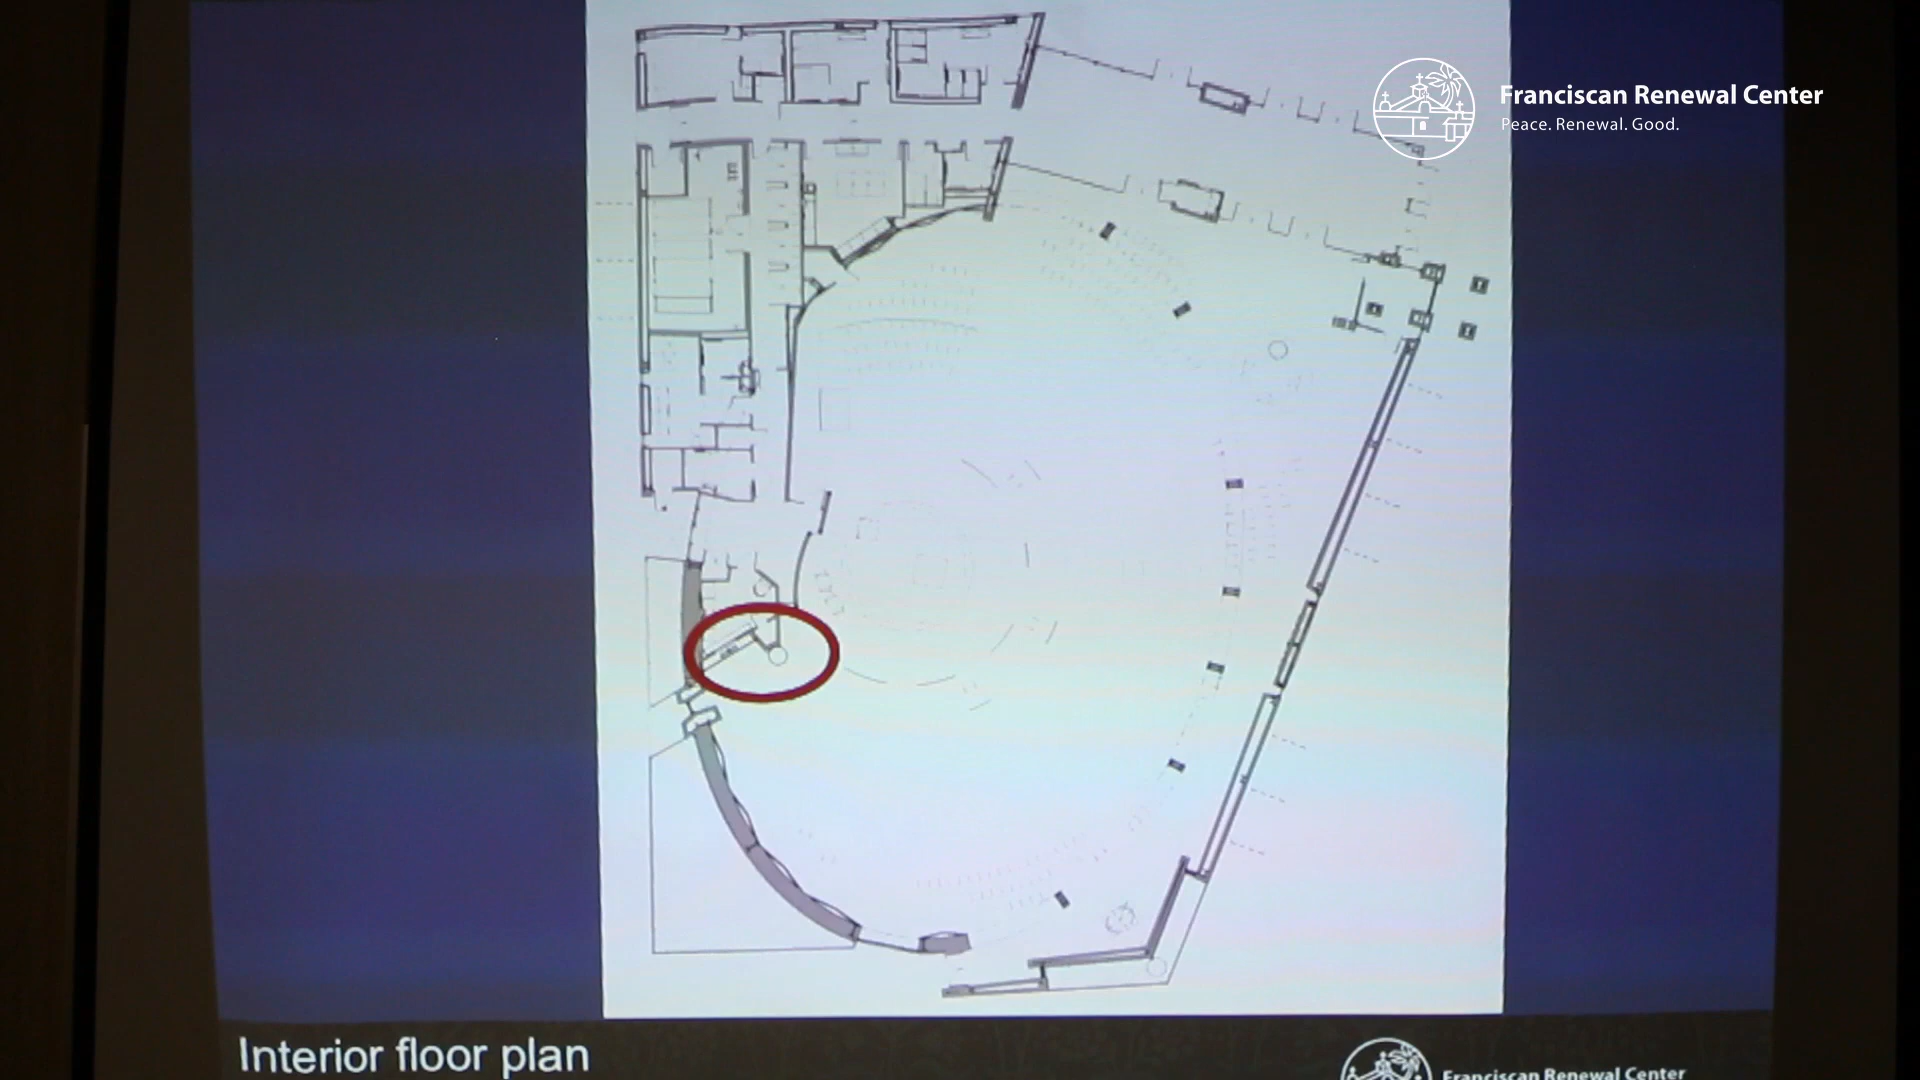 Franciscan Renewal Center
Peace. Renewal. Good.
Interior floor plan
Franciscan Renewal Center